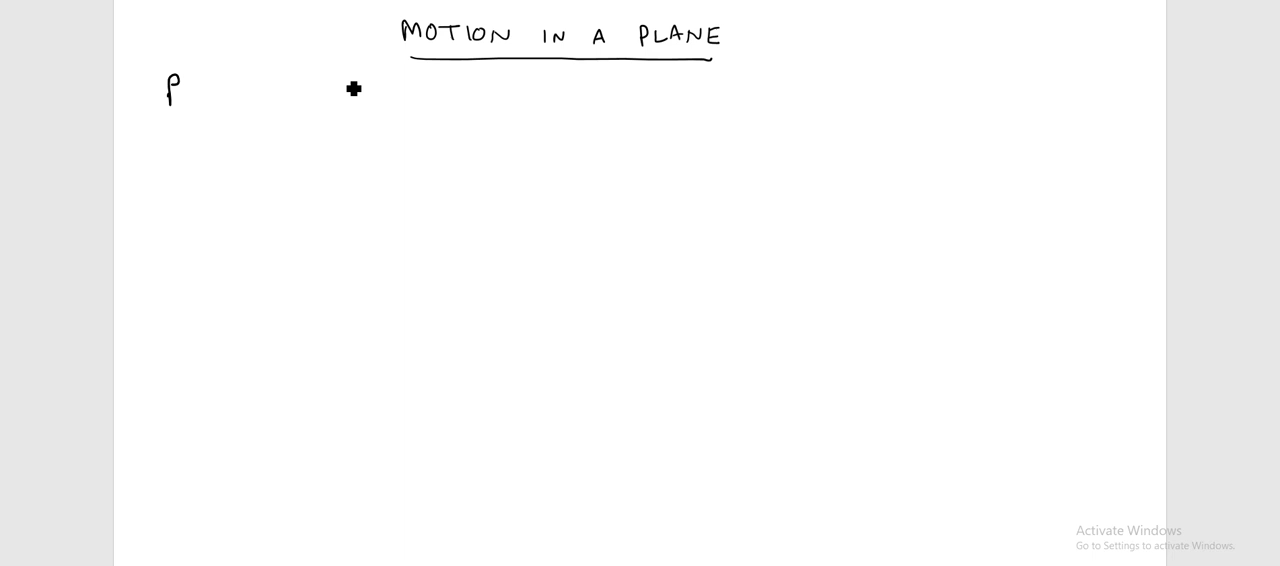 MOTION IN A PLANE
P
Activate Windows
Go to Settings to activate Windows.